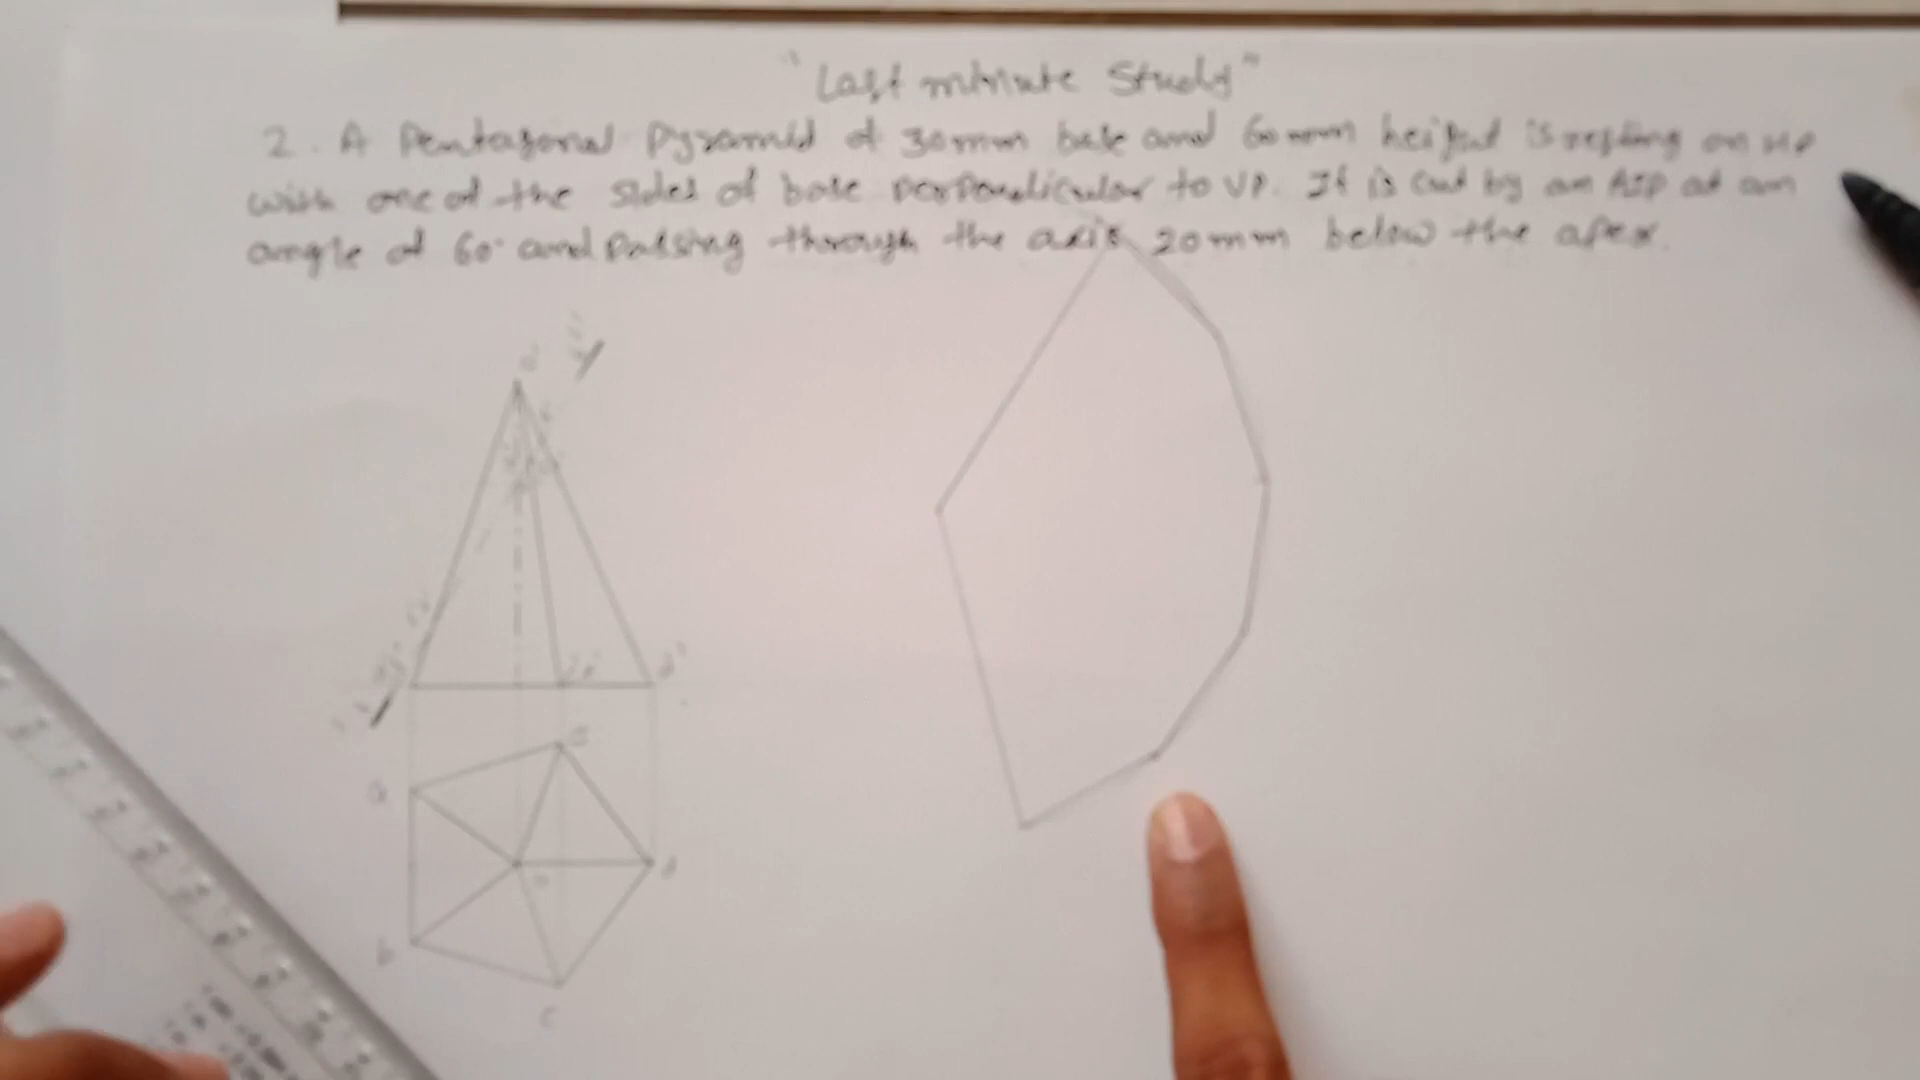 "Last minute Study"
2. A Pentagonal Pyramid of 30mm base and 60mm height is resting on HP
with one of the sides of base perpendicular to VP. It is cut by an AIP at an
angle of 60° and passing through the axis 20mm below the apex.
o'
d'
e
a
o
d
b
c